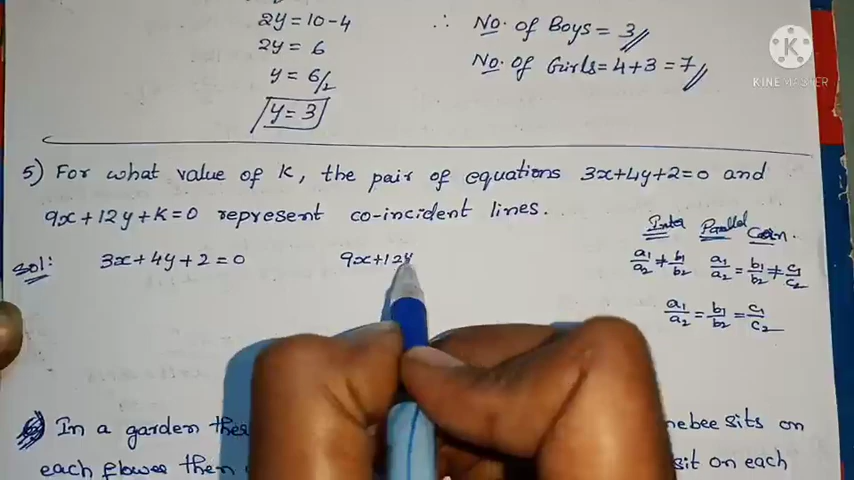 2y = 10-4
2y = 6
y = 6/2
y = 3
∴ No. of Boys = 3
No. of Girls = 4+3 = 7
KINEMASTER
5) For what value of K, the pair of equations 3x+4y+2=0 and
9x+12y+k=0 represent co-incident lines.
Sol: 3x+4y+2=0 9x+12y
Inter Parallel Coin.
a1/a2 ≠ b1/b2 a1/a2 = b1/b2 ≠ c1/c2
a1/a2 = b1/b2 = c1/c2
In a garden nebee sits on
each flower then sit on each